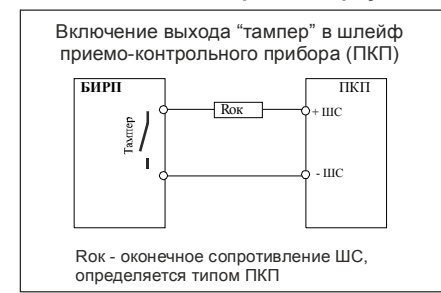 Включение выхода “тампер” в шлейф
приемо-контрольного прибора (ПКП)
БИРП
ПКП
Rок
+ ШС
Тампер
- ШС
Rок - оконечное сопротивление ШС,
определяется типом ПКП